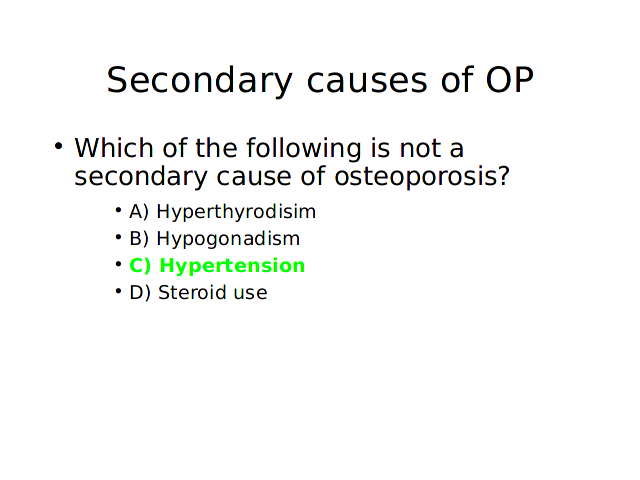 Secondary causes of OP
• Which of the following is not a
secondary cause of osteoporosis?
• A) Hyperthyrodisim
• B) Hypogonadism
• C) Hypertension
• D) Steroid use